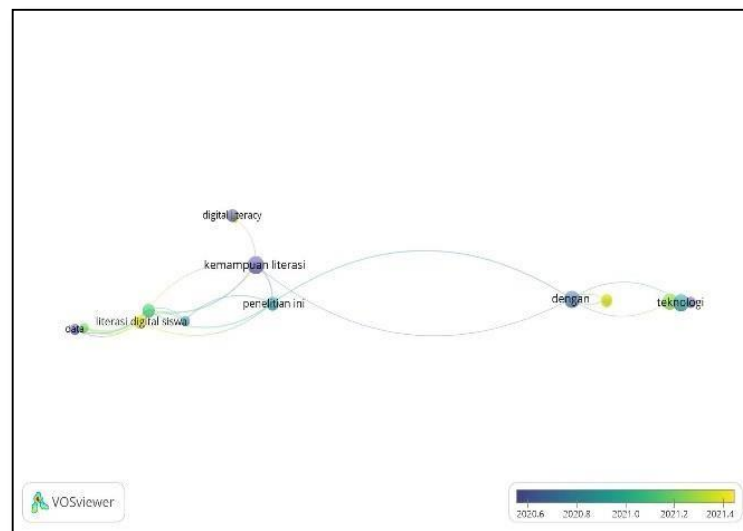 digital literacy
kemampuan literasi
penelitian ini
dengan
teknologi
data
literasi digital siswa
VOSviewer
2020.6 2020.8 2021.0 2021.2 2021.4